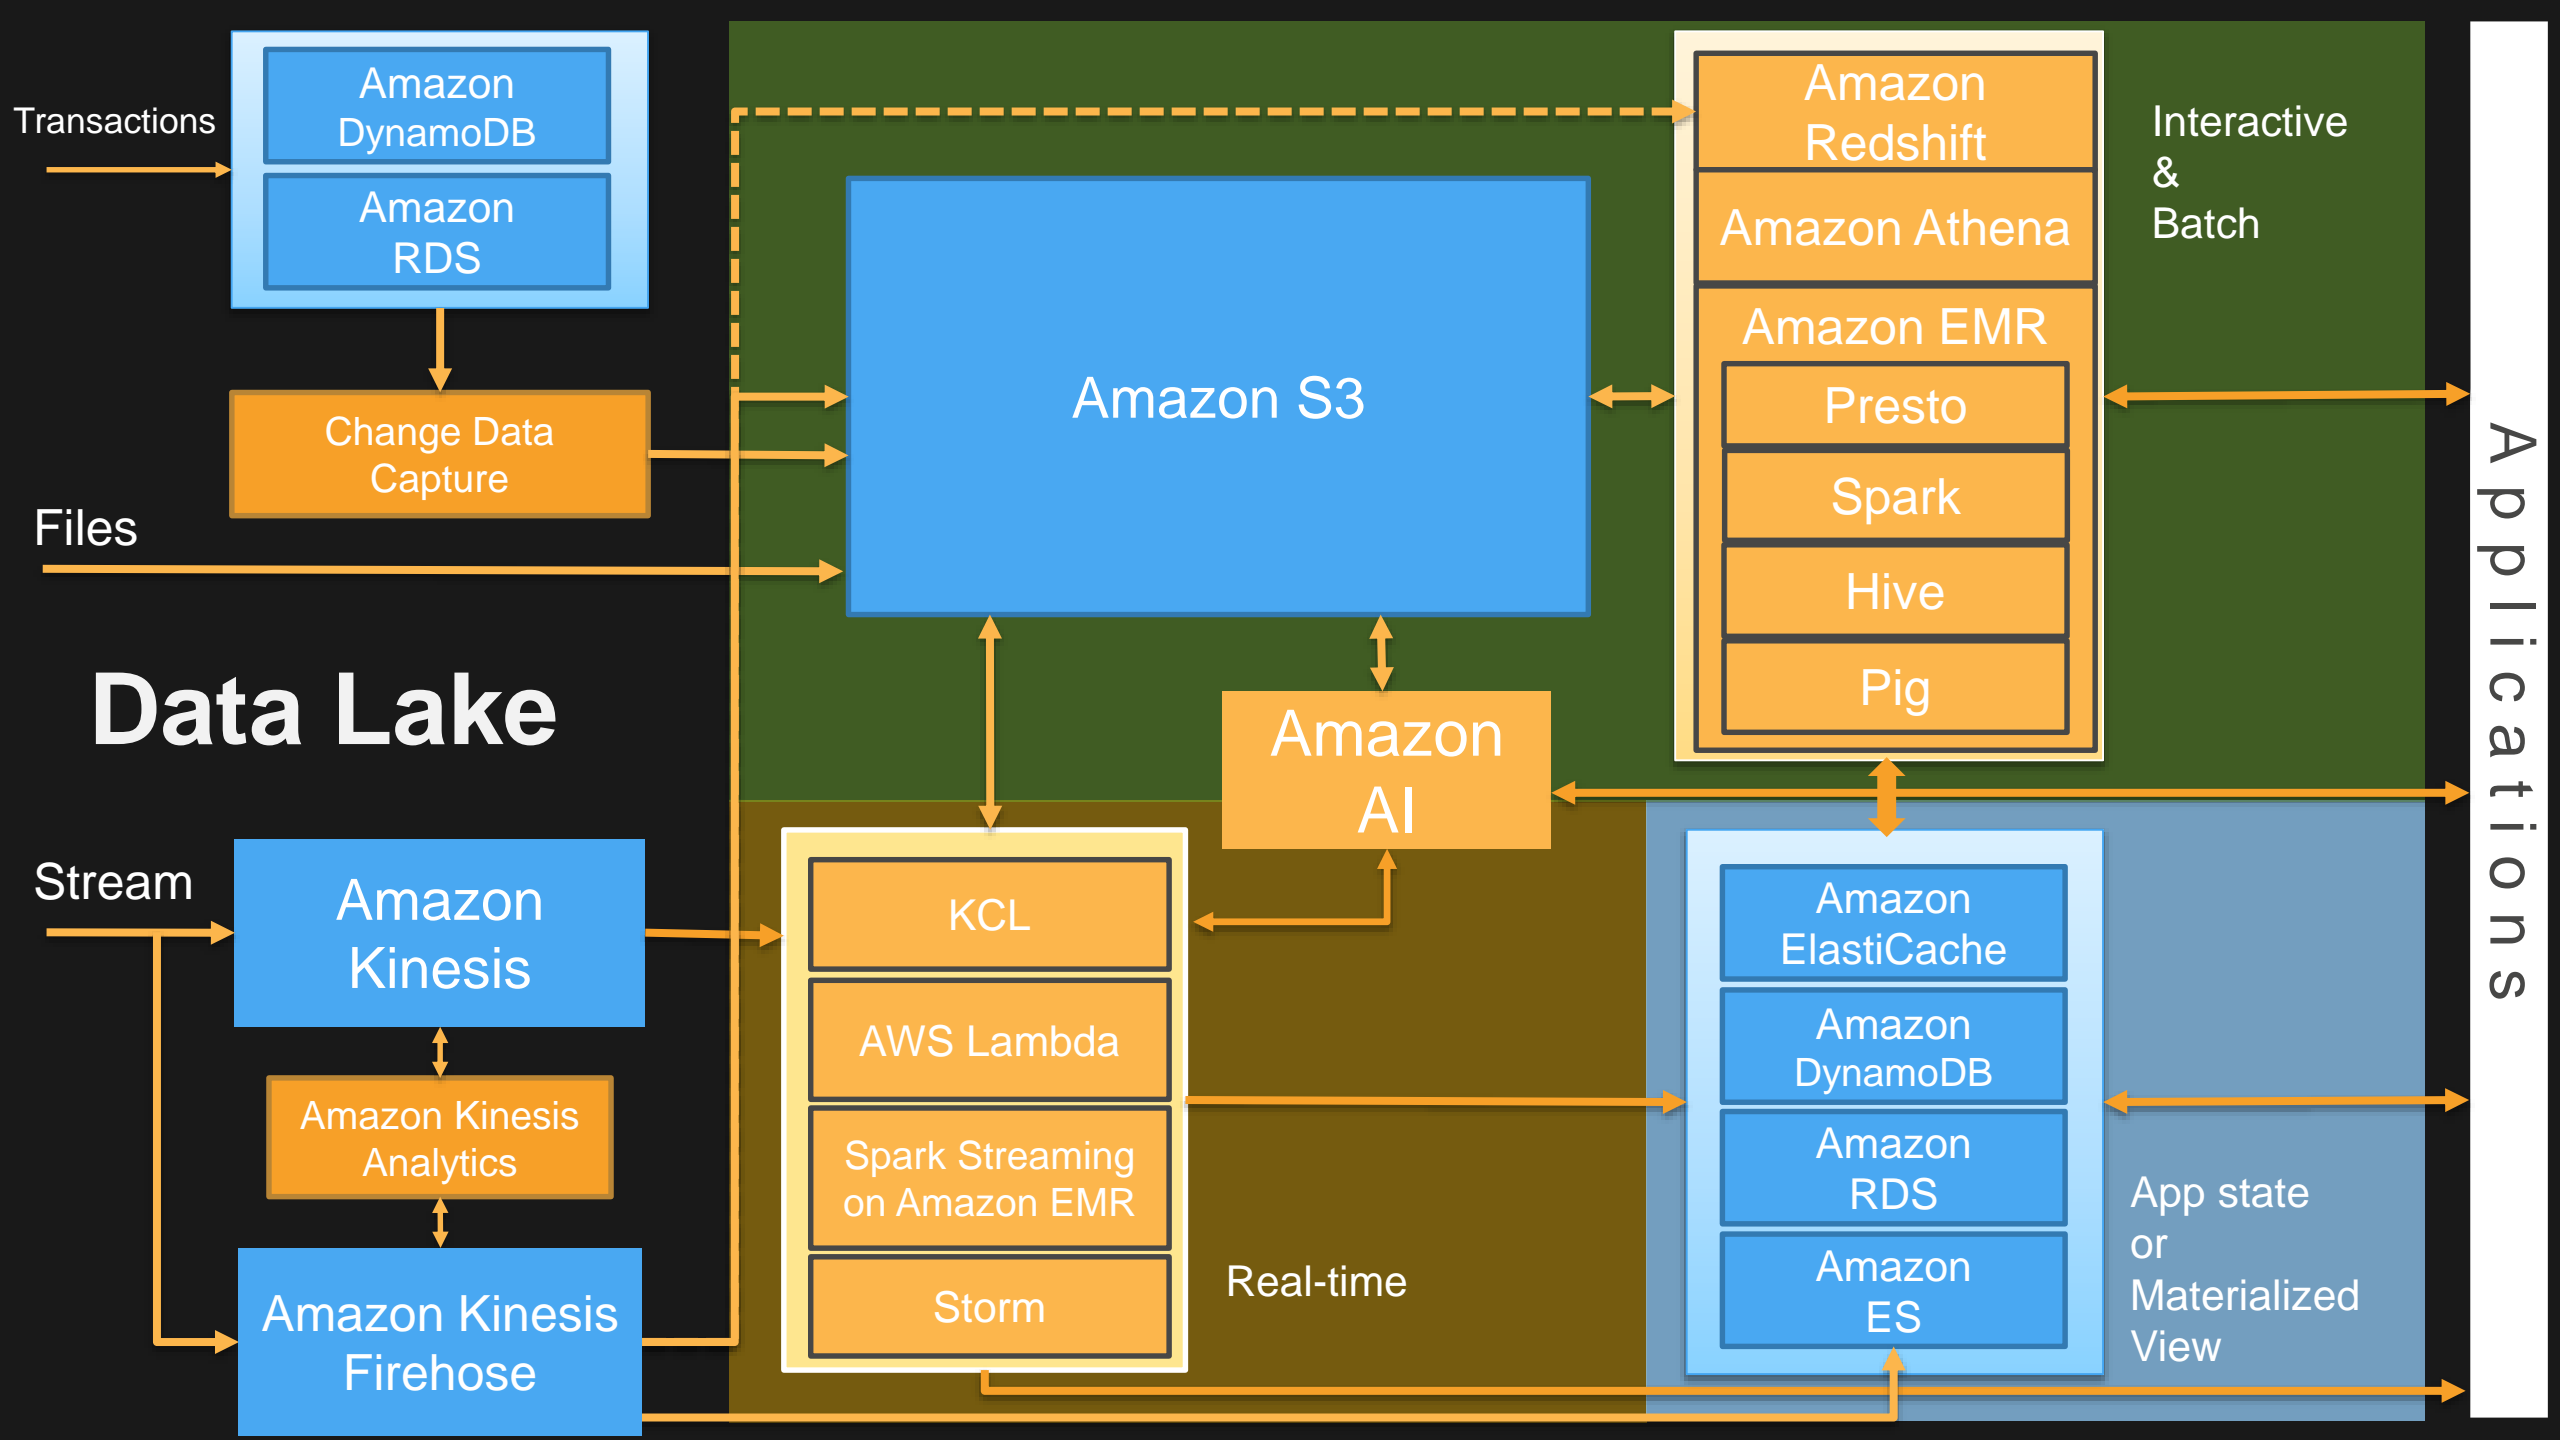 Transactions
Amazon
DynamoDB
Amazon
RDS
Change Data
Capture
Files
Data Lake
Stream
Amazon
Kinesis
Amazon Kinesis
Analytics
Amazon Kinesis
Firehose
Amazon S3
Amazon
AI
KCL
AWS Lambda
Spark Streaming
on Amazon EMR
Storm
Real-time
Amazon
Redshift
Amazon Athena
Amazon EMR
Presto
Spark
Hive
Pig
Interactive
&
Batch
Amazon
ElastiCache
Amazon
DynamoDB
Amazon
RDS
Amazon
ES
App state
or
Materialized
View
Applications